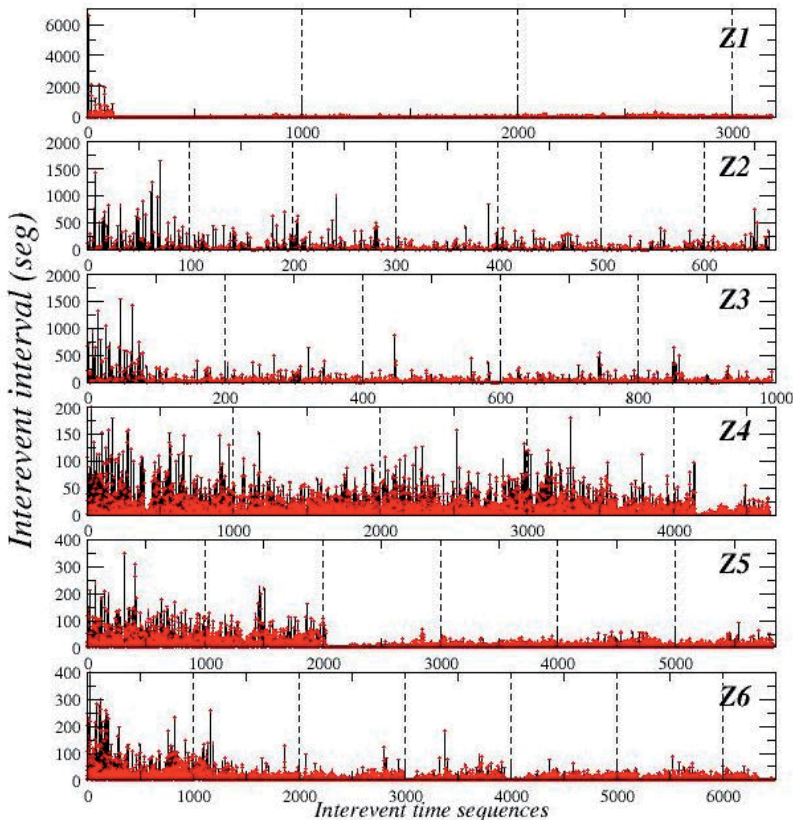 6000
Z1
4000
2000
0
0 1000 2000 3000
2000
Z2
1500
1000
500
0
0 100 200 300 400 500 600
2000
Z3
1500
1000
500
0
0 200 400 600 800 1000
200
Z4
150
100
50
0
0 1000 2000 3000 4000
400
Z5
300
200
100
0
0 1000 2000 3000 4000 5000
400
Z6
300
200
100
0
0 1000 2000 3000 4000 5000 6000
Interevent interval (seg)
Interevent time sequences